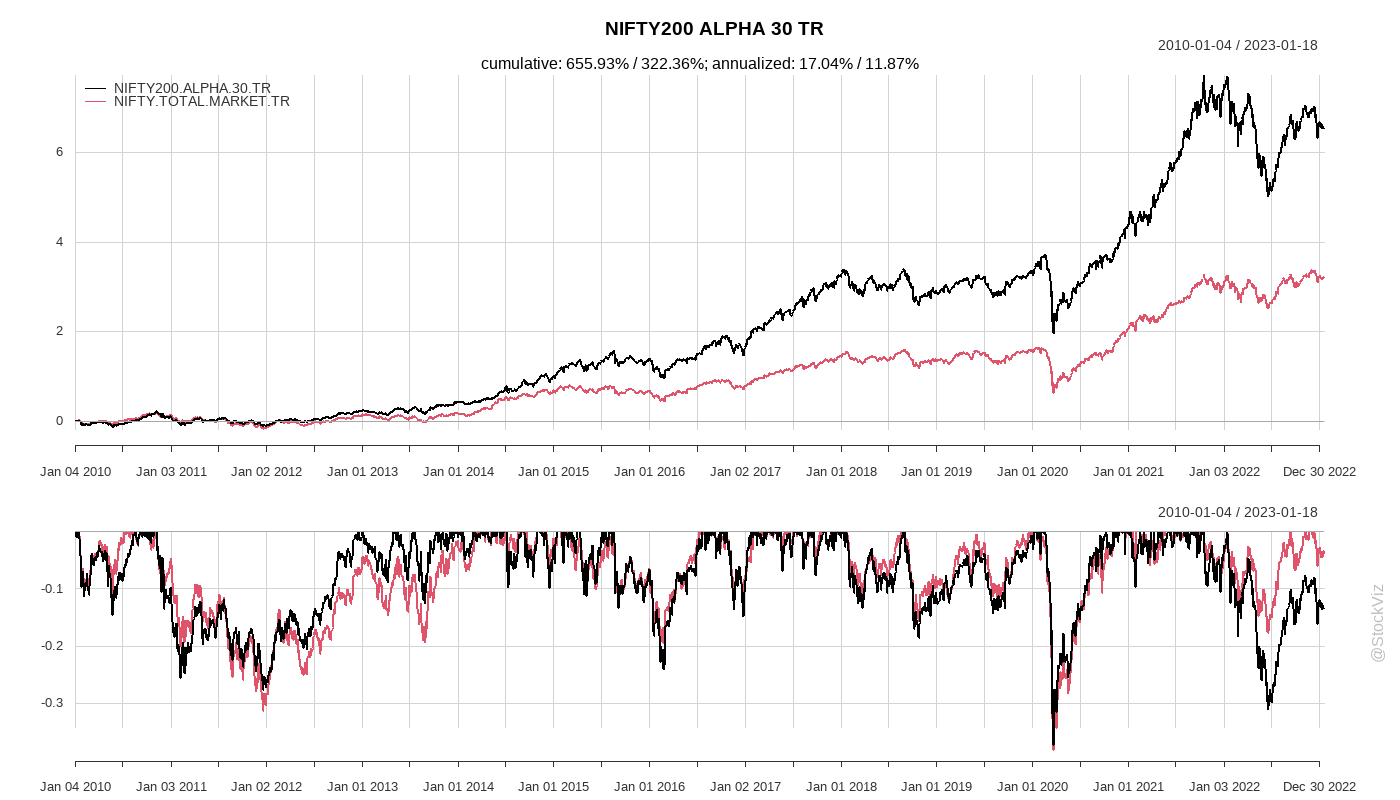 NIFTY200 ALPHA 30 TR
2010-01-04 / 2023-01-18
cumulative: 655.93% / 322.36%; annualized: 17.04% / 11.87%
NIFTY200.ALPHA.30.TR
NIFTY.TOTAL.MARKET.TR
6
4
2
0
Jan 04 2010 Jan 03 2011 Jan 02 2012 Jan 01 2013 Jan 01 2014 Jan 01 2015 Jan 01 2016 Jan 02 2017 Jan 01 2018 Jan 01 2019 Jan 01 2020 Jan 01 2021 Jan 03 2022 Dec 30 2022
2010-01-04 / 2023-01-18
-0.1
-0.2
-0.3
Jan 04 2010 Jan 03 2011 Jan 02 2012 Jan 01 2013 Jan 01 2014 Jan 01 2015 Jan 01 2016 Jan 02 2017 Jan 01 2018 Jan 01 2019 Jan 01 2020 Jan 01 2021 Jan 03 2022 Dec 30 2022
@StockViz